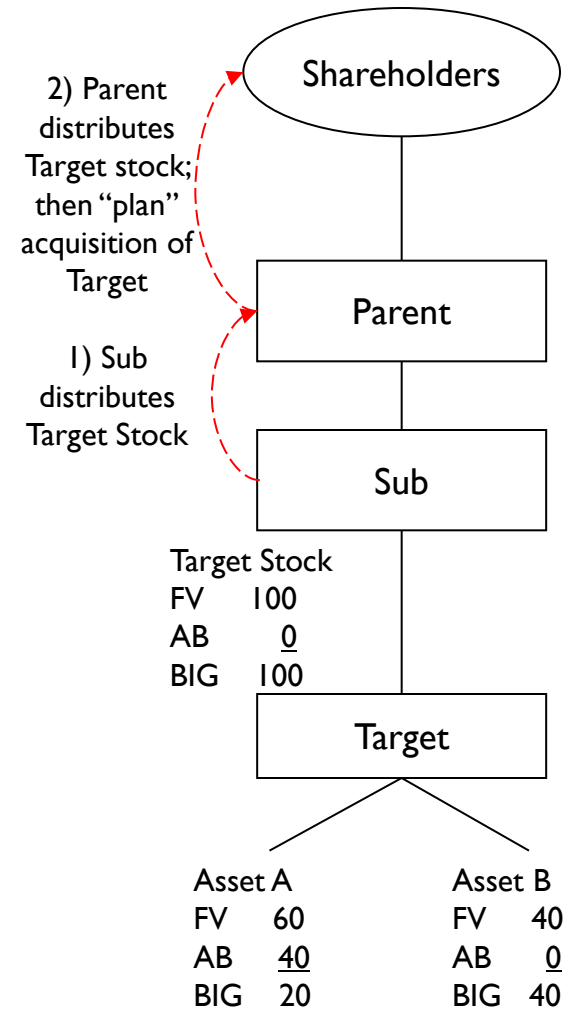 Shareholders
2) Parent
distributes
Target stock;
then “plan”
acquisition of
Target
Parent
1) Sub
distributes
Target Stock
Sub
Target Stock
FV 100
AB 0
BIG 100
Target
Asset A
FV 60
AB 40
BIG 20
Asset B
FV 40
AB 0
BIG 40